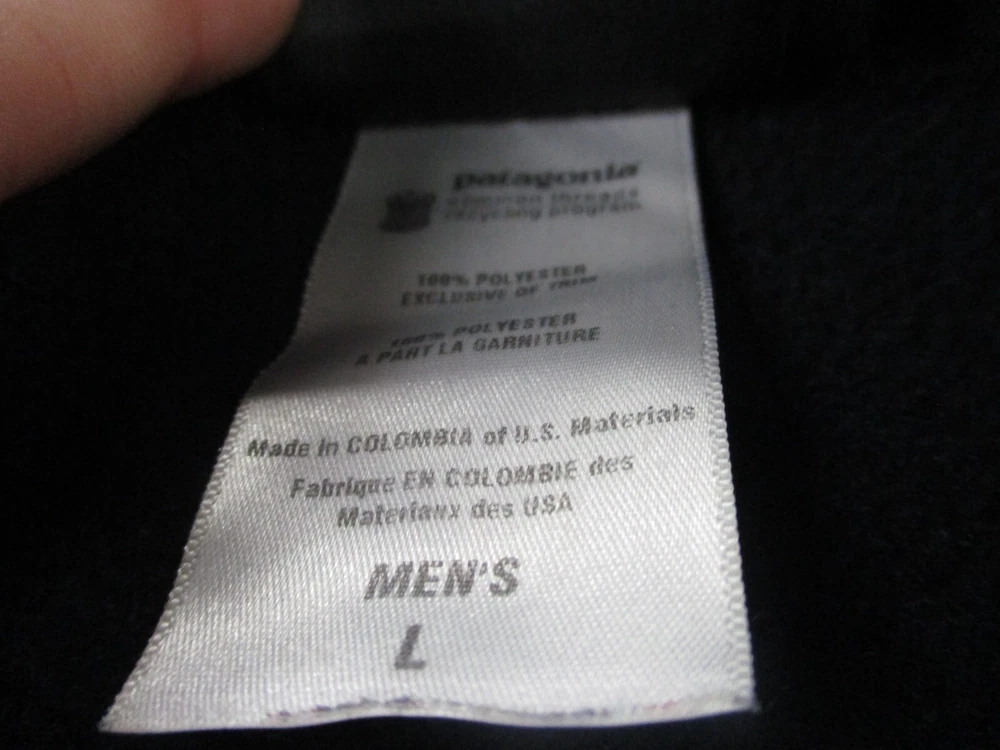 patagonia
common threads
recycling program
100% POLYESTER
EXCLUSIVE OF TRIM
100% POLYESTER
A PART LA GARNITURE
Made in COLOMBIA of U.S. Materials
Fabrique EN COLOMBIE des
Materiaux des USA
MEN'S
L